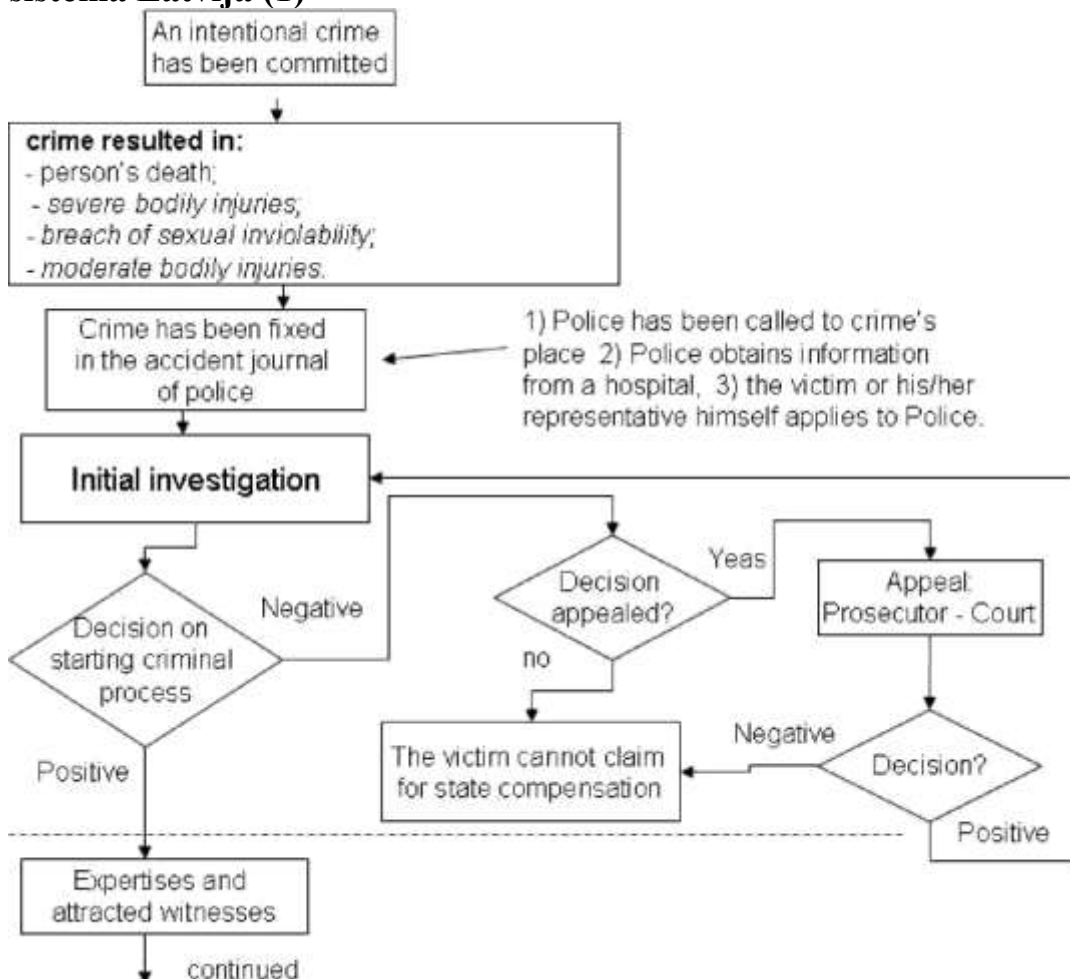 sistēma Latvijā (1)
An intentional crime
has been committed
crime resulted in:
- person's death;
- severe bodily injuries;
- breach of sexual inviolability;
- moderate bodily injuries.
Crime has been fixed
in the accident journal
of police
1) Police has been called to crime's
place 2) Police obtains information
from a hospital, 3) the victim or his/her
representative himself applies to Police.
Initial investigation
Decision on
starting criminal
process
Negative
Decision
appealed?
Yeas
Appeal:
Prosecutor - Court
no
The victim cannot claim
for state compensation
Negative
Decision?
Positive
Positive
Expertises and
attracted witnesses
continued